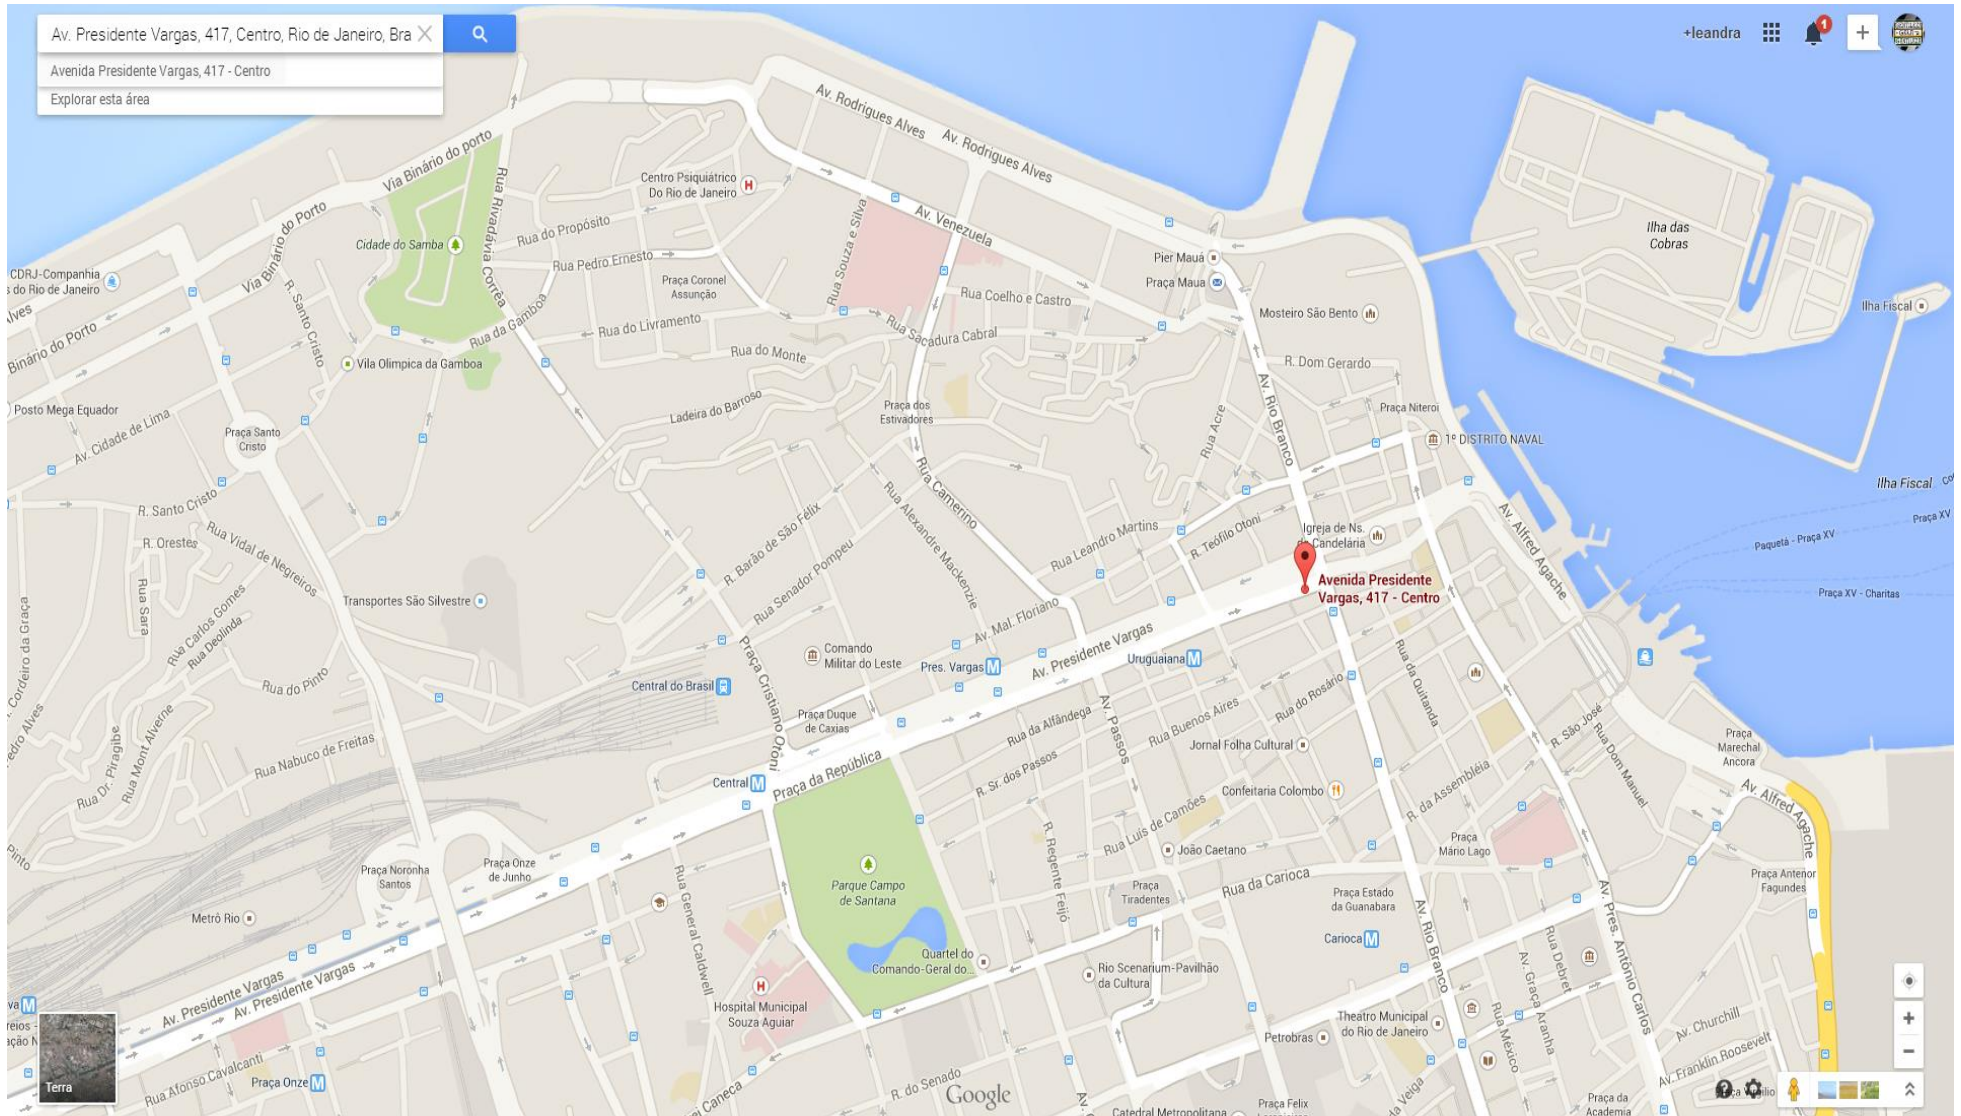 Av. Presidente Vargas, 417, Centro, Rio de Janeiro, Bra
Avenida Presidente Vargas, 417 - Centro
Explorar esta área
+leandra
1
Av. Rodrigues Alves
Av. Rodrigues Alves
Via Binário do porto
Rua Rivadávia Corrêa
Centro Psiquiátrico
Do Rio de Janeiro
H
Av. Venezuela
Via Binário do Porto
Rua do Propósito
Rua Souza e Silva
Cidade do Samba
Rua Pedro Ernesto
Ilha das
Cobras
Pier Mauá
Praça Maua
CDRJ-Companhia
s do Rio de Janeiro
R. Santo Cristo
Praça Coronel
Assunção
Rua Coelho e Castro
Mosteiro São Bento
Ilha Fiscal
lves
Binário do Porto
Rua da Gamboa
Rua do Livramento
Rua Sacadura Cabral
Rua do Monte
Vila Olimpica da Gamboa
R. Dom Gerardo
Av. Rio Branco
Posto Mega Equador
Av. Cidade de Lima
Praça Santo
Cristo
Ladeira do Barroso
Praça dos
Estivadores
Rua Acre
Praça Niteroi
1º DISTRITO NAVAL
Rua Camerino
Ilha Fiscal
R. Santo Cristo
Rua Vidal de Negreiros
R. Orestes
R. Barão de São Félix
Rua Alexandre Mackenzie
Rua Leandro Martins
R. Teófilo Otoni
Igreja de Ns.
Candelária
Av. Alfred Agache
Praça XV
Paquetá - Praça XV
Praça XV - Charitas
Avenida Presidente
Vargas, 417 - Centro
Rua Sara
Rua Carlos Gomes
Rua Deolinda
Transportes São Silvestre
Rua Senador Pompeu
Av. Mal. Floriano
Cordeiro da Graça
Comando
Militar do Leste
Pres. Vargas M
Av. Presidente Vargas
Uruguaiana M
Rua do Pinto
Central do Brasil
Praça Cristiano Otoni
Rua da Quitanda
Rua do Rosário
Rua Mont Alverne
Rua Dr. Piragibe
Rua Nabuco de Freitas
Praça Duque
de Caxias
Rua da Alfândega
Av. Passos
Rua Buenos Aires
Jornal Folha Cultural
R. São José
Rua Dom Manuel
Praça
Marechal
Ancora
Central M
Praça da República
R. Sr. dos Passos
Confeitaria Colombo
R. da Assembléia
Av. Alfred Agache
Pinto
Rua Luís de Camões
João Caetano
Praça
Mário Lago
Praça Noronha
Santos
Praça Onze
de Junho
Rua General Caldwell
Parque Campo
de Santana
R. Regente Feijó
Praça
Tiradentes
Rua da Carioca
Praça Estado
da Guanabara
Praça Antenor
Fagundes
Metrô Rio
Carioca M
Av. Rio Branco
Av. Pres. Antônio Carlos
Quartel do
Comando-Geral do...
Rio Scenarium-Pavilhão
da Cultura
Av. Graça Aranha
Rua Debret
Av. Presidente Vargas
Av. Presidente Vargas
H
Hospital Municipal
Souza Aguiar
Theatro Municipal
do Rio de Janeiro
Petrobras
Rua México
Av. Churchill
Av. Franklin Roosevelt
va M
Terra
Rua Afonso Cavalcanti
Praça Onze M
ei Caneca
R. do Senado
Google
Catedral Metropolitana
Praça Felix
Praça da
Academia